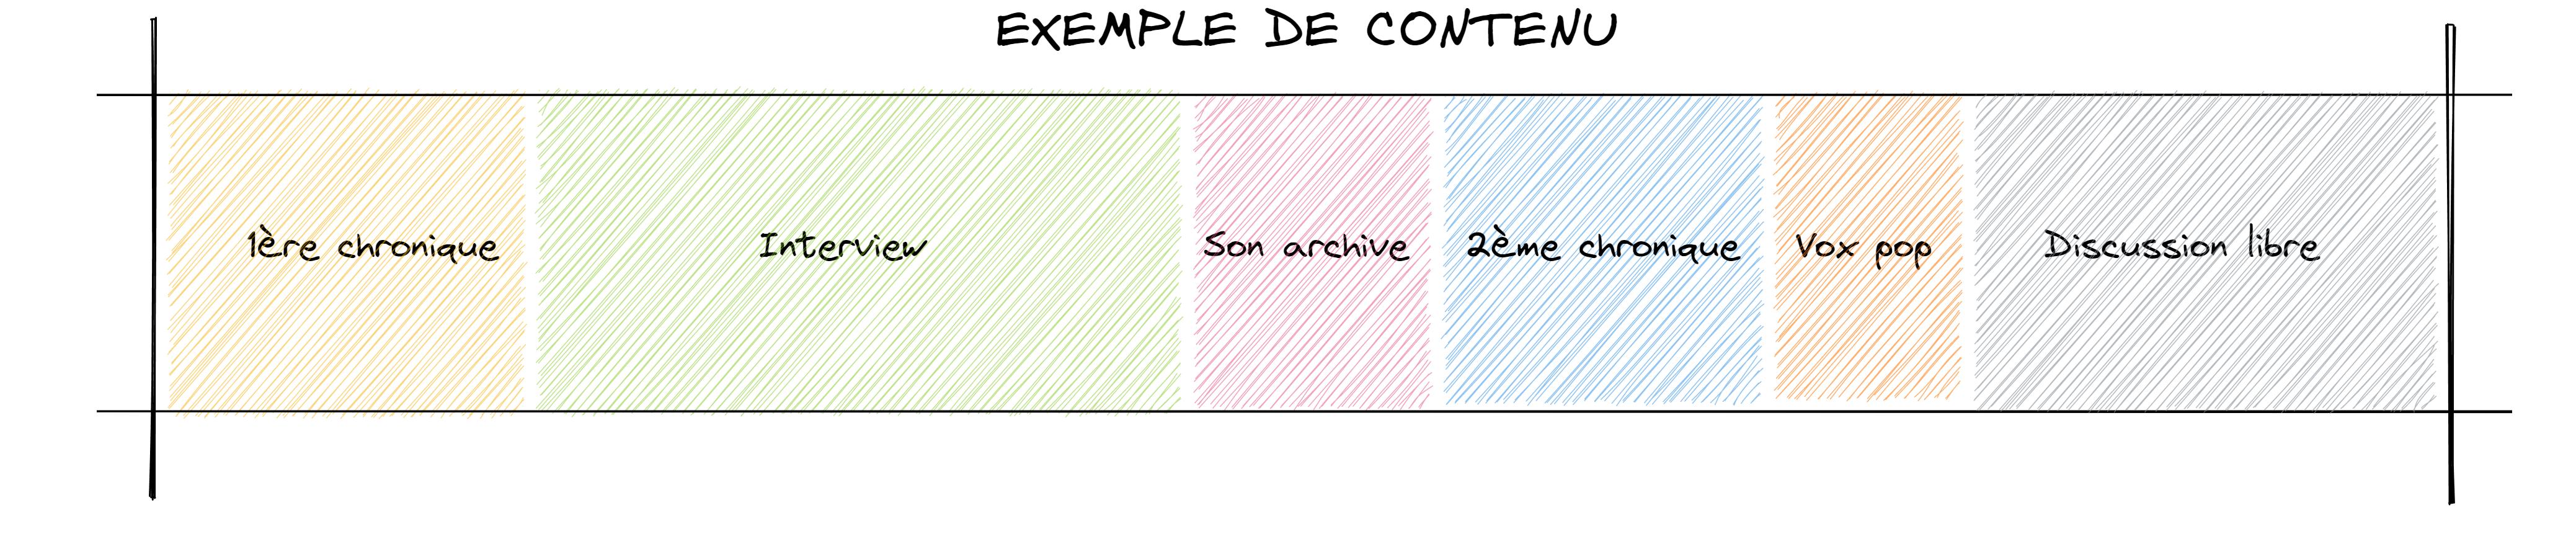 EXEMPLE DE CONTENU
1ère chronique
Interview
Son archive
2ème chronique
Vox pop
Discussion libre